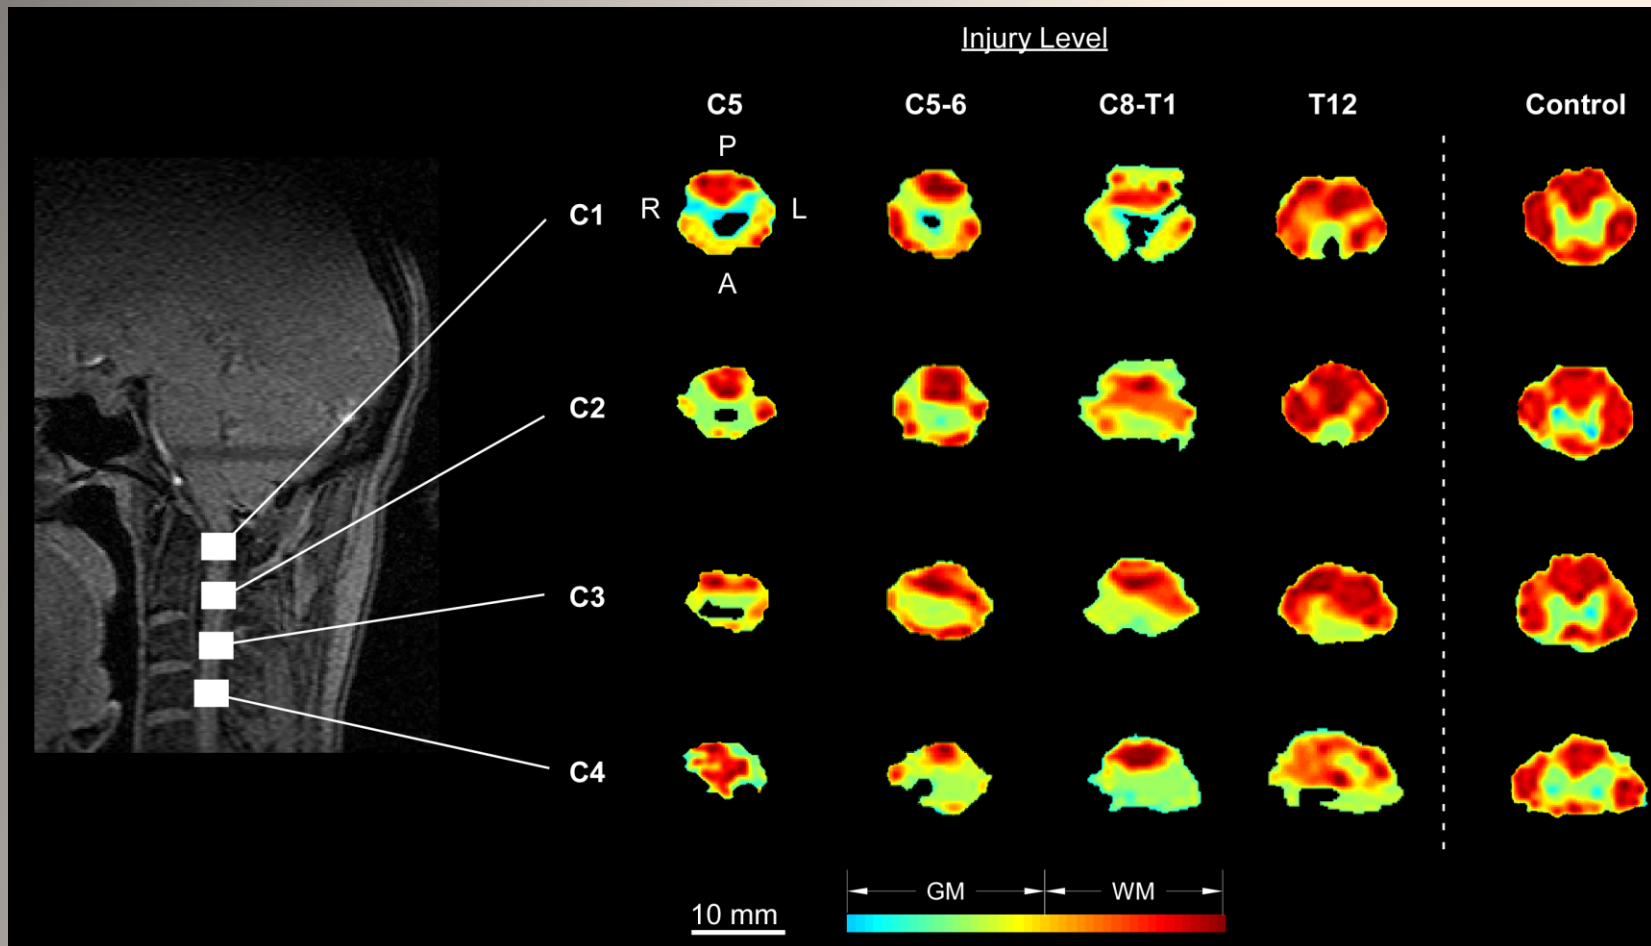 Injury Level
C5 C5-6 C8-T1 T12 Control
P
C1 R L
A
C2
C3
C4
GM WM
10 mm